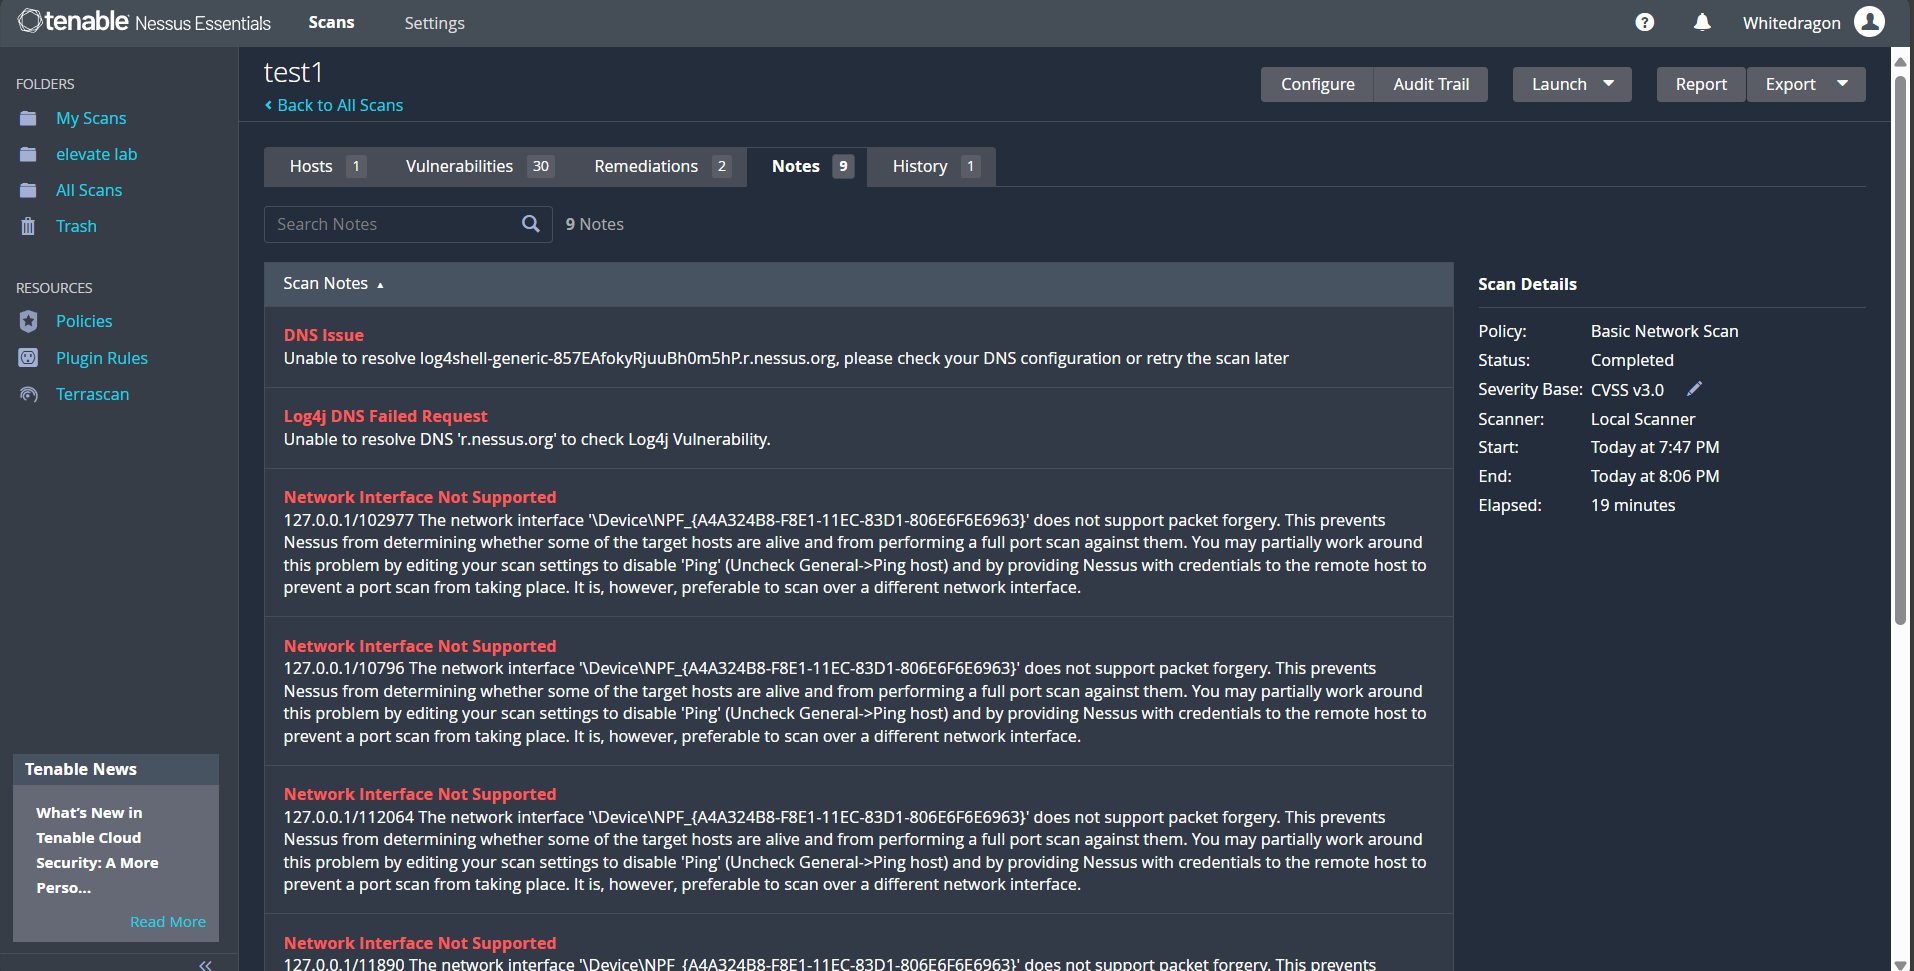 tenable Nessus Essentials
Scans
Settings
Whitedragon
FOLDERS
My Scans
elevate lab
All Scans
Trash
RESOURCES
Policies
Plugin Rules
Terrascan
Tenable News
What's New in
Tenable Cloud
Security: A More
Perso...
Read More
test1
Back to All Scans
Configure
Audit Trail
Launch
Report
Export
Hosts 1
Vulnerabilities 30
Remediations 2
Notes 9
History 1
Search Notes
9 Notes
Scan Notes
DNS Issue
Unable to resolve log4shell-generic-857EAfokyRjuuBh0m5hP.r.nessus.org, please check your DNS configuration or retry the scan later
Log4j DNS Failed Request
Unable to resolve DNS 'r.nessus.org' to check Log4j Vulnerability.
Network Interface Not Supported
127.0.0.1/102977 The network interface '\Device\NPF_{A4A324B8-F8E1-11EC-83D1-806E6F6E6963}' does not support packet forgery. This prevents
Nessus from determining whether some of the target hosts are alive and from performing a full port scan against them. You may partially work around
this problem by editing your scan settings to disable 'Ping' (Uncheck General->Ping host) and by providing Nessus with credentials to the remote host to
prevent a port scan from taking place. It is, however, preferable to scan over a different network interface.
Network Interface Not Supported
127.0.0.1/10796 The network interface '\Device\NPF_{A4A324B8-F8E1-11EC-83D1-806E6F6E6963}' does not support packet forgery. This prevents
Nessus from determining whether some of the target hosts are alive and from performing a full port scan against them. You may partially work around
this problem by editing your scan settings to disable 'Ping' (Uncheck General->Ping host) and by providing Nessus with credentials to the remote host to
prevent a port scan from taking place. It is, however, preferable to scan over a different network interface.
Network Interface Not Supported
127.0.0.1/112064 The network interface '\Device\NPF_{A4A324B8-F8E1-11EC-83D1-806E6F6E6963}' does not support packet forgery. This prevents
Nessus from determining whether some of the target hosts are alive and from performing a full port scan against them. You may partially work around
this problem by editing your scan settings to disable 'Ping' (Uncheck General->Ping host) and by providing Nessus with credentials to the remote host to
prevent a port scan from taking place. It is, however, preferable to scan over a different network interface.
Network Interface Not Supported
127.0.0.1/11890 The network interface '\Device\NPF_{A4A324B8-F8E1-11EC-83D1-806E6F6E6963}' does not support packet forgery. This prevents
Scan Details
Policy: Basic Network Scan
Status: Completed
Severity Base: CVSS v3.0
Scanner: Local Scanner
Start: Today at 7:47 PM
End: Today at 8:06 PM
Elapsed: 19 minutes